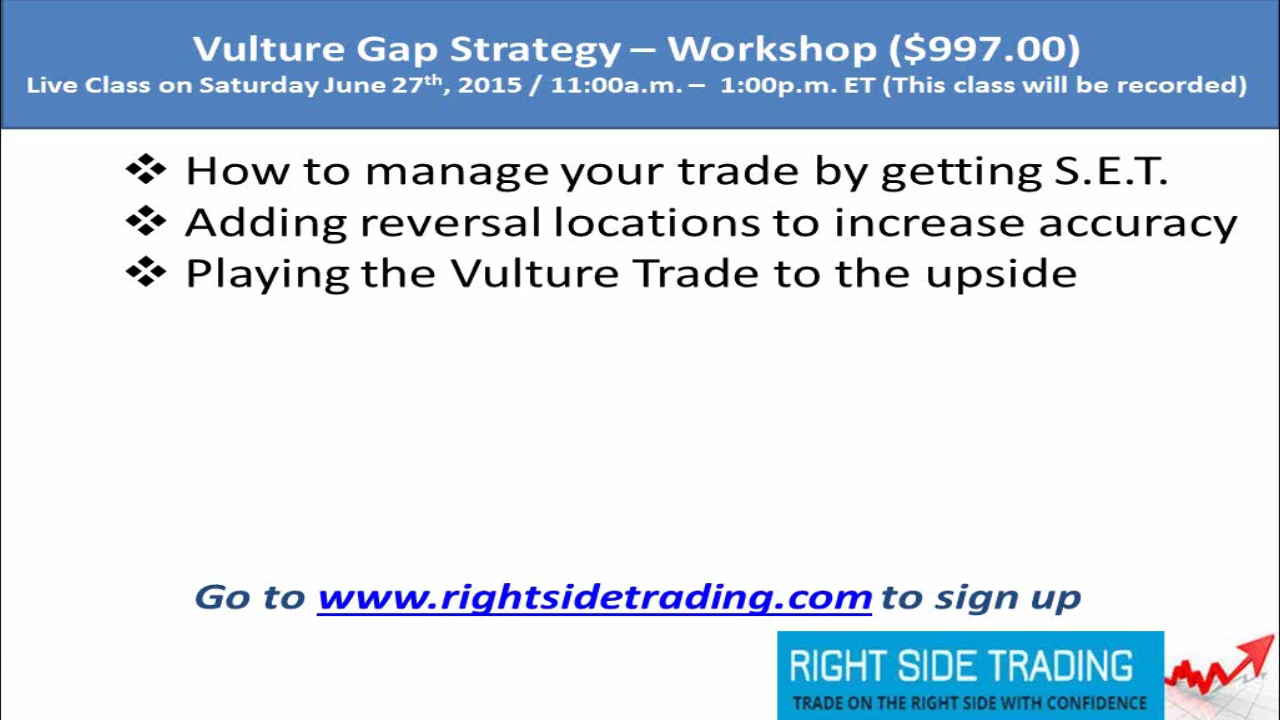 Vulture Gap Strategy – Workshop ($997.00)
Live Class on Saturday June 27th, 2015 / 11:00a.m. – 1:00p.m. ET (This class will be recorded)
❖ How to manage your trade by getting S.E.T.
❖ Adding reversal locations to increase accuracy
❖ Playing the Vulture Trade to the upside
Go to www.rightsidetrading.com to sign up
RIGHT SIDE TRADING
TRADE ON THE RIGHT SIDE WITH CONFIDENCE